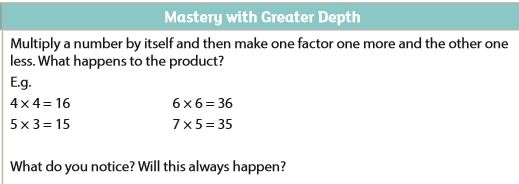 Mastery with Greater Depth
Multiply a number by itself and then make one factor one more and the other one
less. What happens to the product?
E.g.
4 × 4 = 16 6 × 6 = 36
5 × 3 = 15 7 × 5 = 35
What do you notice? Will this always happen?